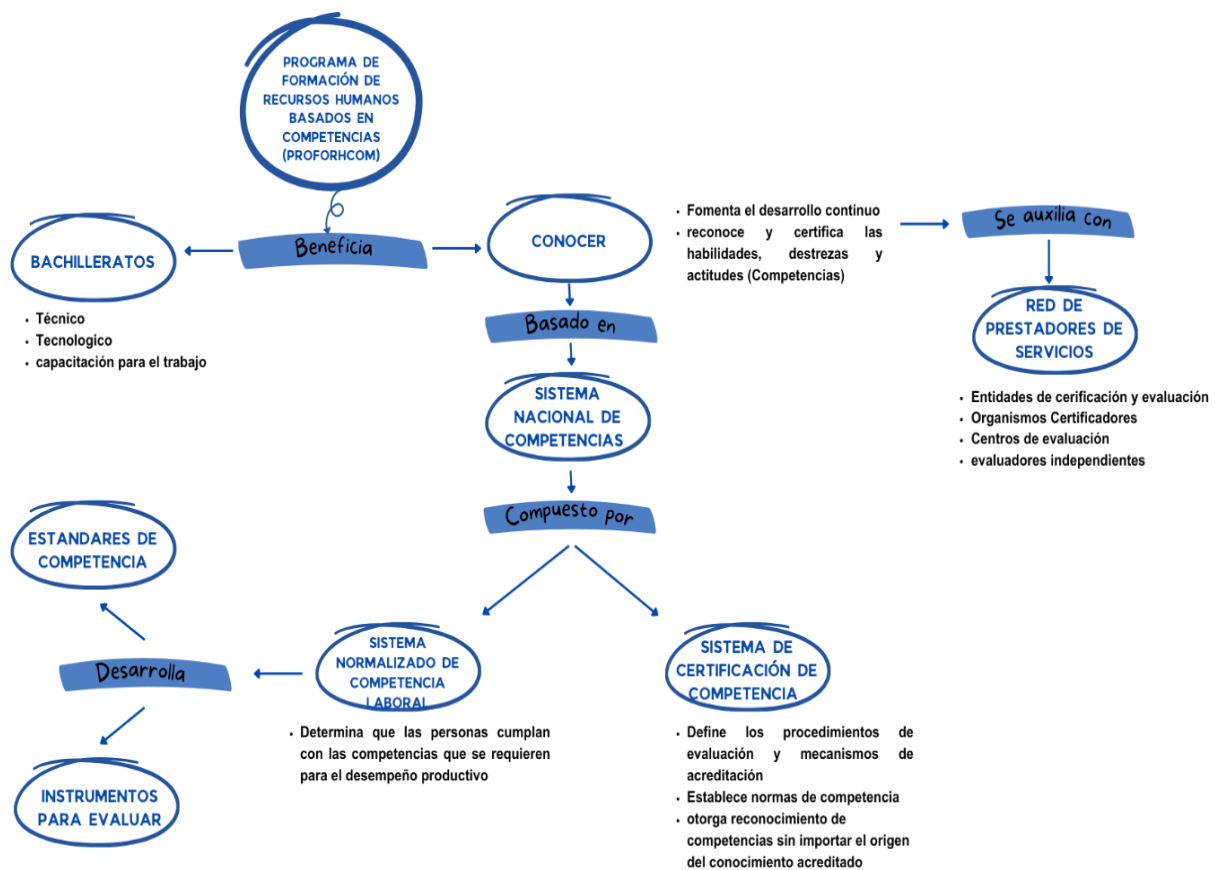 PROGRAMA DE
FORMACIÓN DE
RECURSOS HUMANOS
BASADOS EN
COMPETENCIAS
(PROFORHCOM)
Beneficia
BACHILLERATOS
• Técnico
• Tecnologico
• capacitación para el trabajo
CONOCER
• Fomenta el desarrollo continuo
• reconoce y certifica las
habilidades, destrezas y
actitudes (Competencias)
Se auxilia con
RED DE
PRESTADORES DE
SERVICIOS
• Entidades de cerificación y evaluación
• Organismos Certificadores
• Centros de evaluación
• evaluadores independientes
Basado en
SISTEMA
NACIONAL DE
COMPETENCIAS
Compuesto por
SISTEMA
NORMALIZADO DE
COMPETENCIA
LABORAL
• Determina que las personas cumplan
con las competencias que se requieren
para el desempeño productivo
Desarrolla
ESTANDARES DE
COMPETENCIA
INSTRUMENTOS
PARA EVALUAR
SISTEMA DE
CERTIFICACIÓN DE
COMPETENCIA
• Define los procedimientos de
evaluación y mecanismos de
acreditación
• Establece normas de competencia
• otorga reconocimiento de
competencias sin importar el origen
del conocimiento acreditado